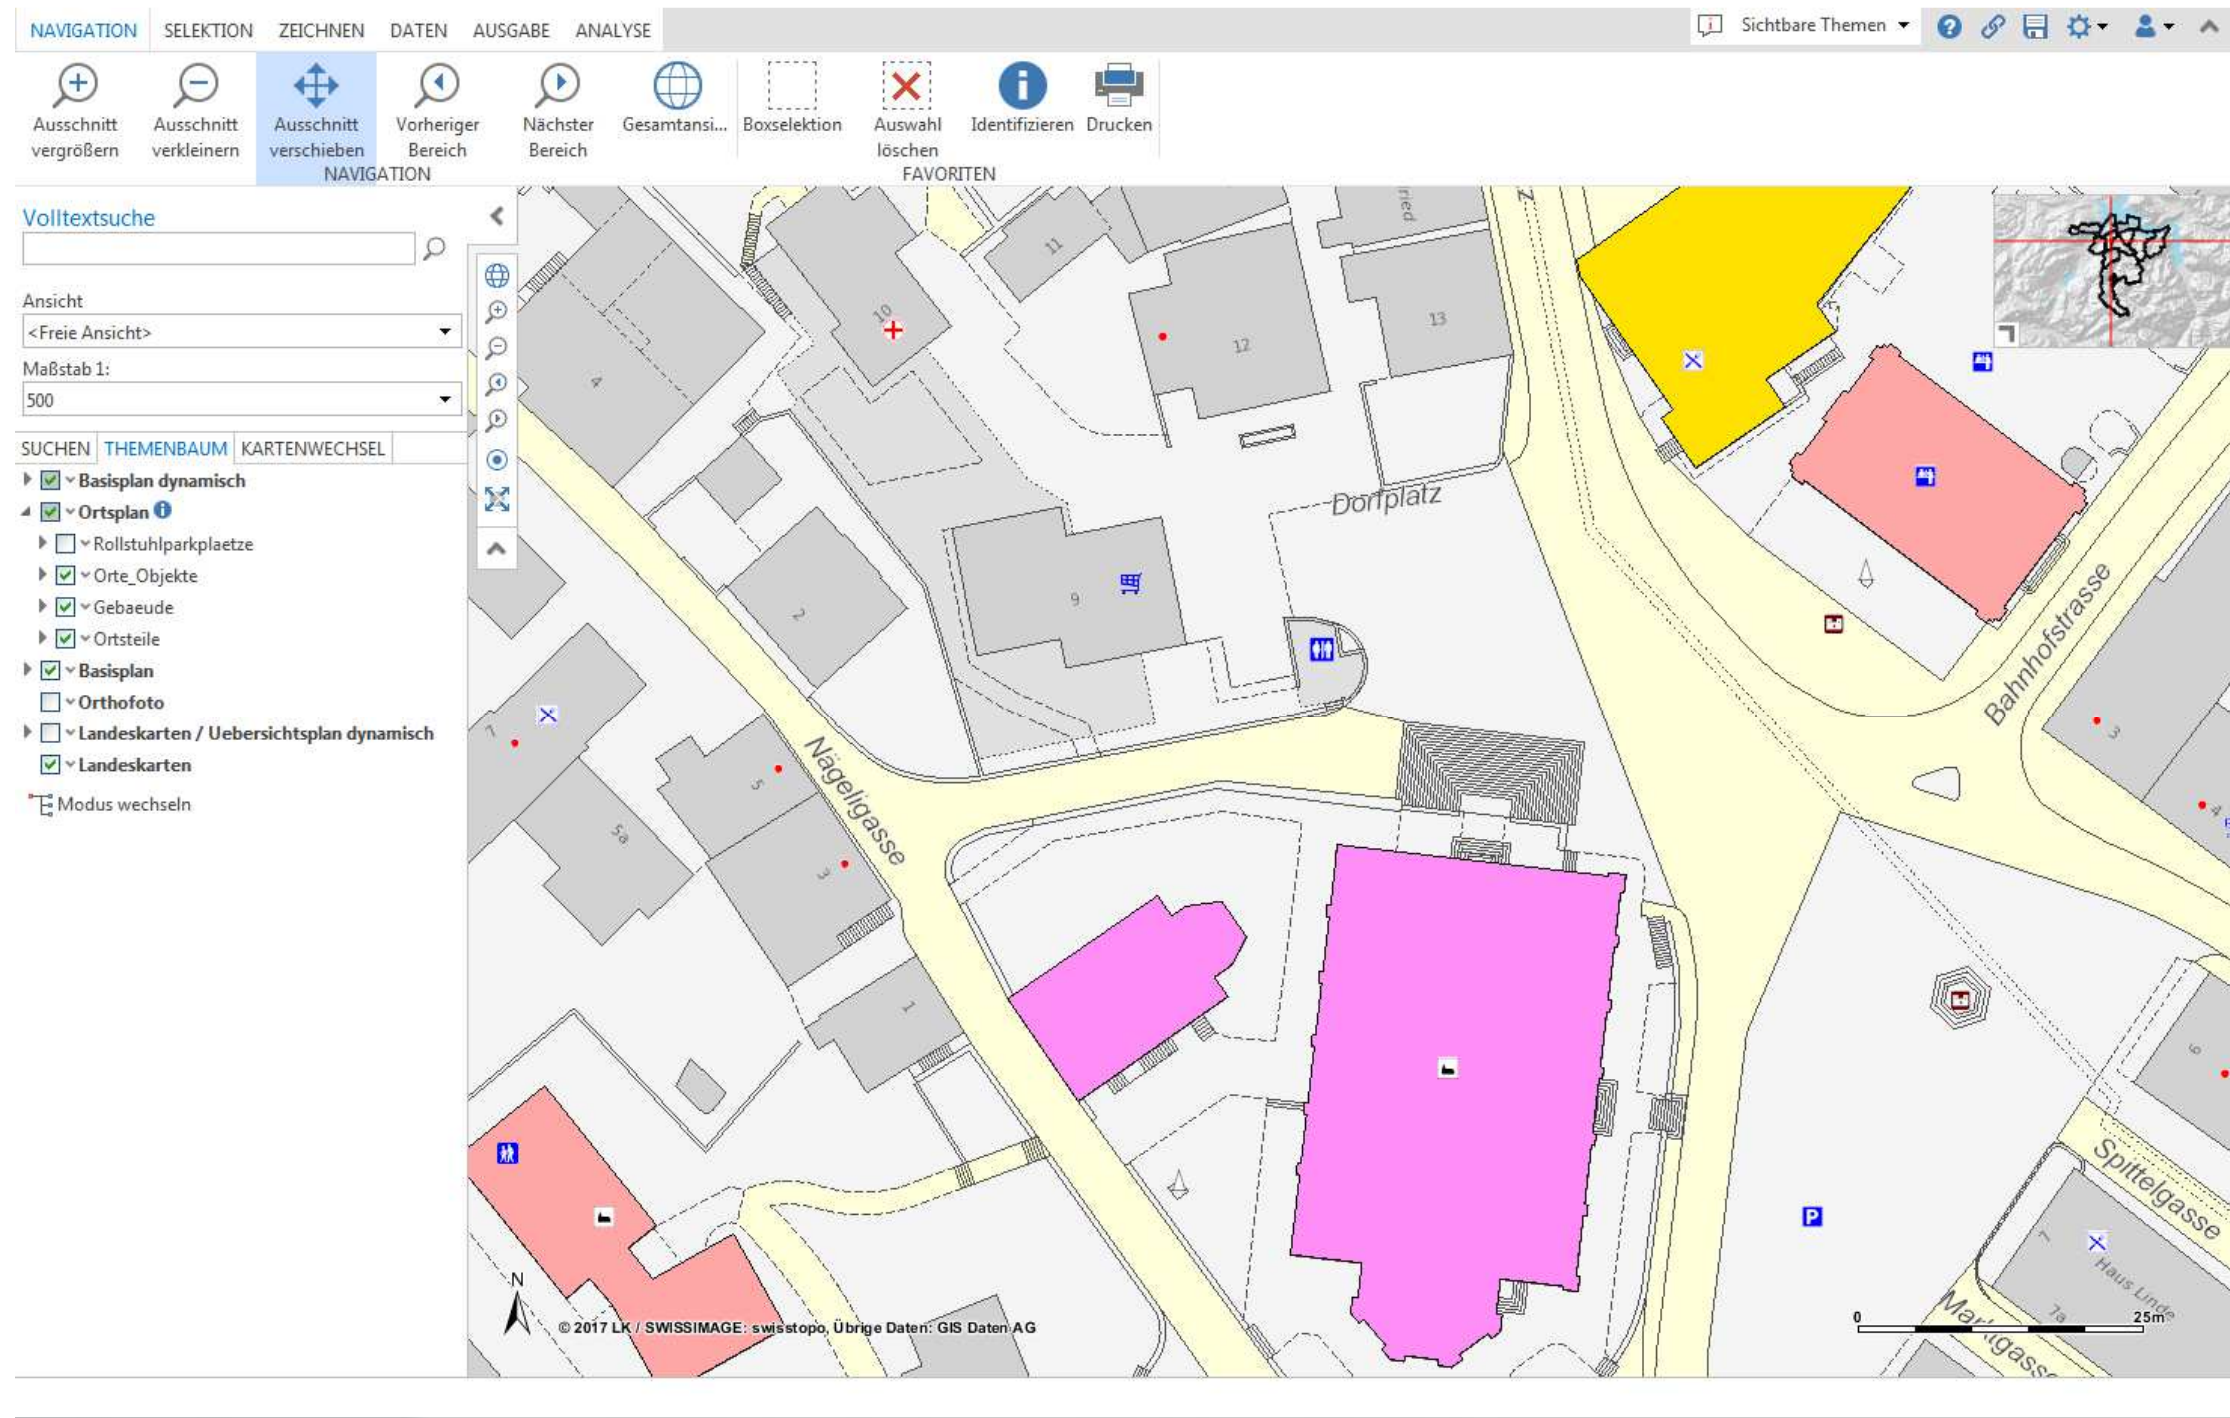 NAVIGATION SELEKTION ZEICHNEN DATEN AUSGABE ANALYSE
Sichtbare Themen
Ausschnitt vergrößern
Ausschnitt verkleinern
Ausschnitt verschieben
Vorheriger Bereich
Nächster Bereich
Gesamtansi...
Boxselektion
Auswahl löschen
Identifizieren
Drucken
NAVIGATION
FAVORITEN
Volltextsuche
Ansicht
<Freie Ansicht>
Maßstab 1:
500
SUCHEN THEMENBAUM KARTENWECHSEL
Basisplan dynamisch
Ortsplan
Rollstuhlparkplaetze
Orte_Objekte
Gebaeude
Ortsteile
Basisplan
Orthofoto
Landeskarten / Uebersichtsplan dynamisch
Landeskarten
Modus wechseln
ried
11
10
12
13
4
Dorfplatz
9
2
7
5
5a
3
1
Nägeligasse
Bahnhofstrasse
3
4
6
P
Spittelgasse
7
Haus Linde
7a
Marktgasse
N
© 2017 LK / SWISSIMAGE: swisstopo, Übrige Daten: GIS Daten AG
0 25m